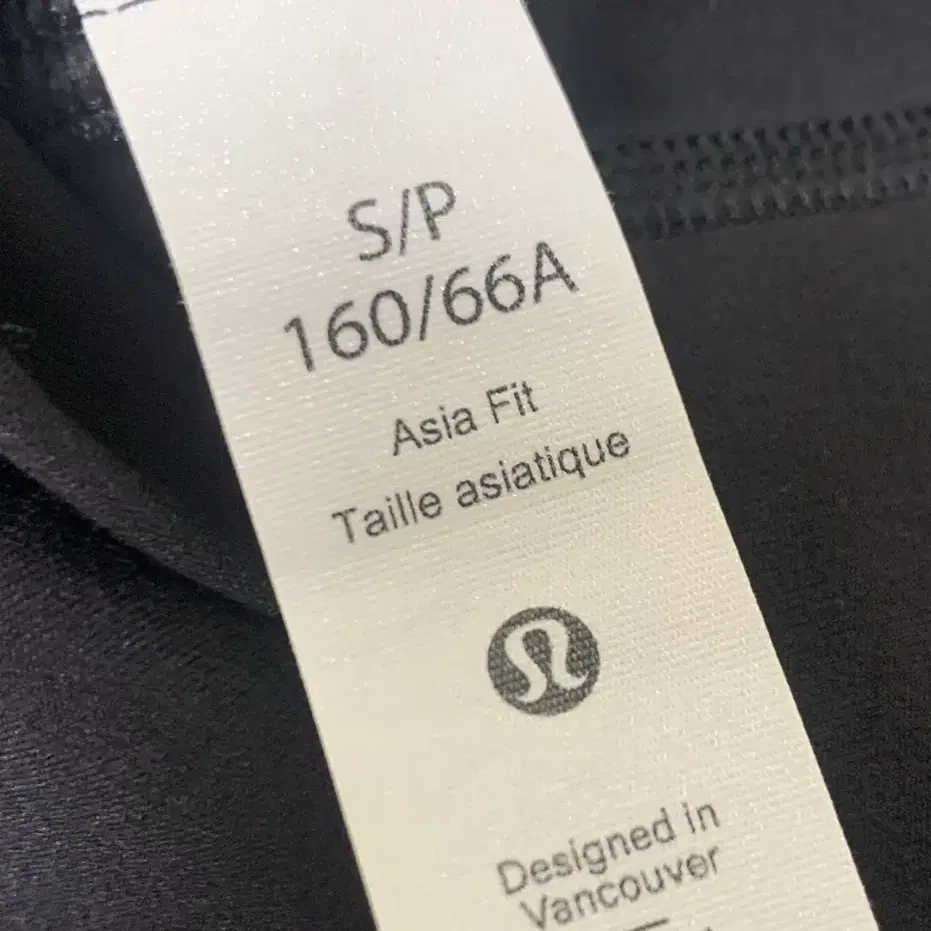 S/P
160/66A
Asia Fit
Taille asiatique
Designed in
Vancouver